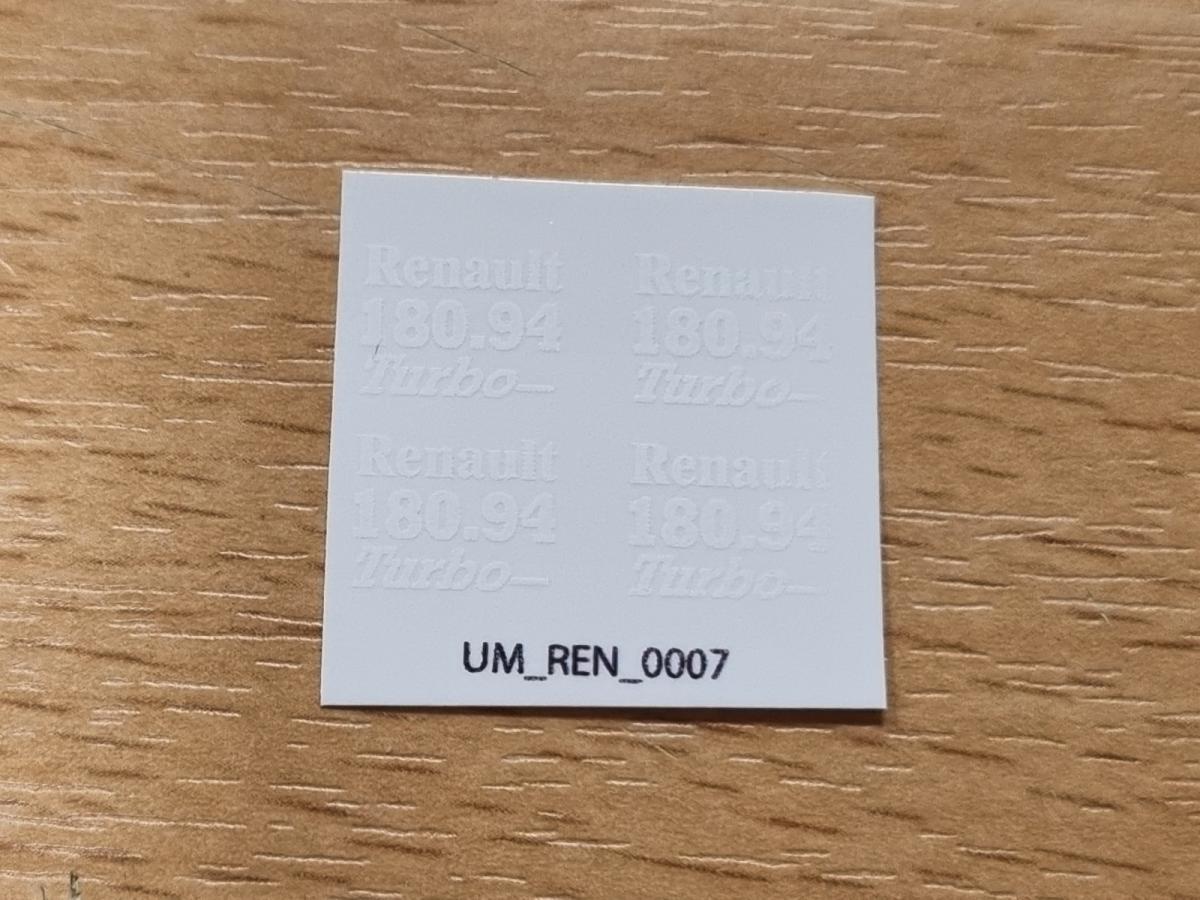 Renault Renault
180.94 180.94
Turbo– Turbo–
Renault Renault
180.94 180.94
Turbo– Turbo–
UM_REN_0007